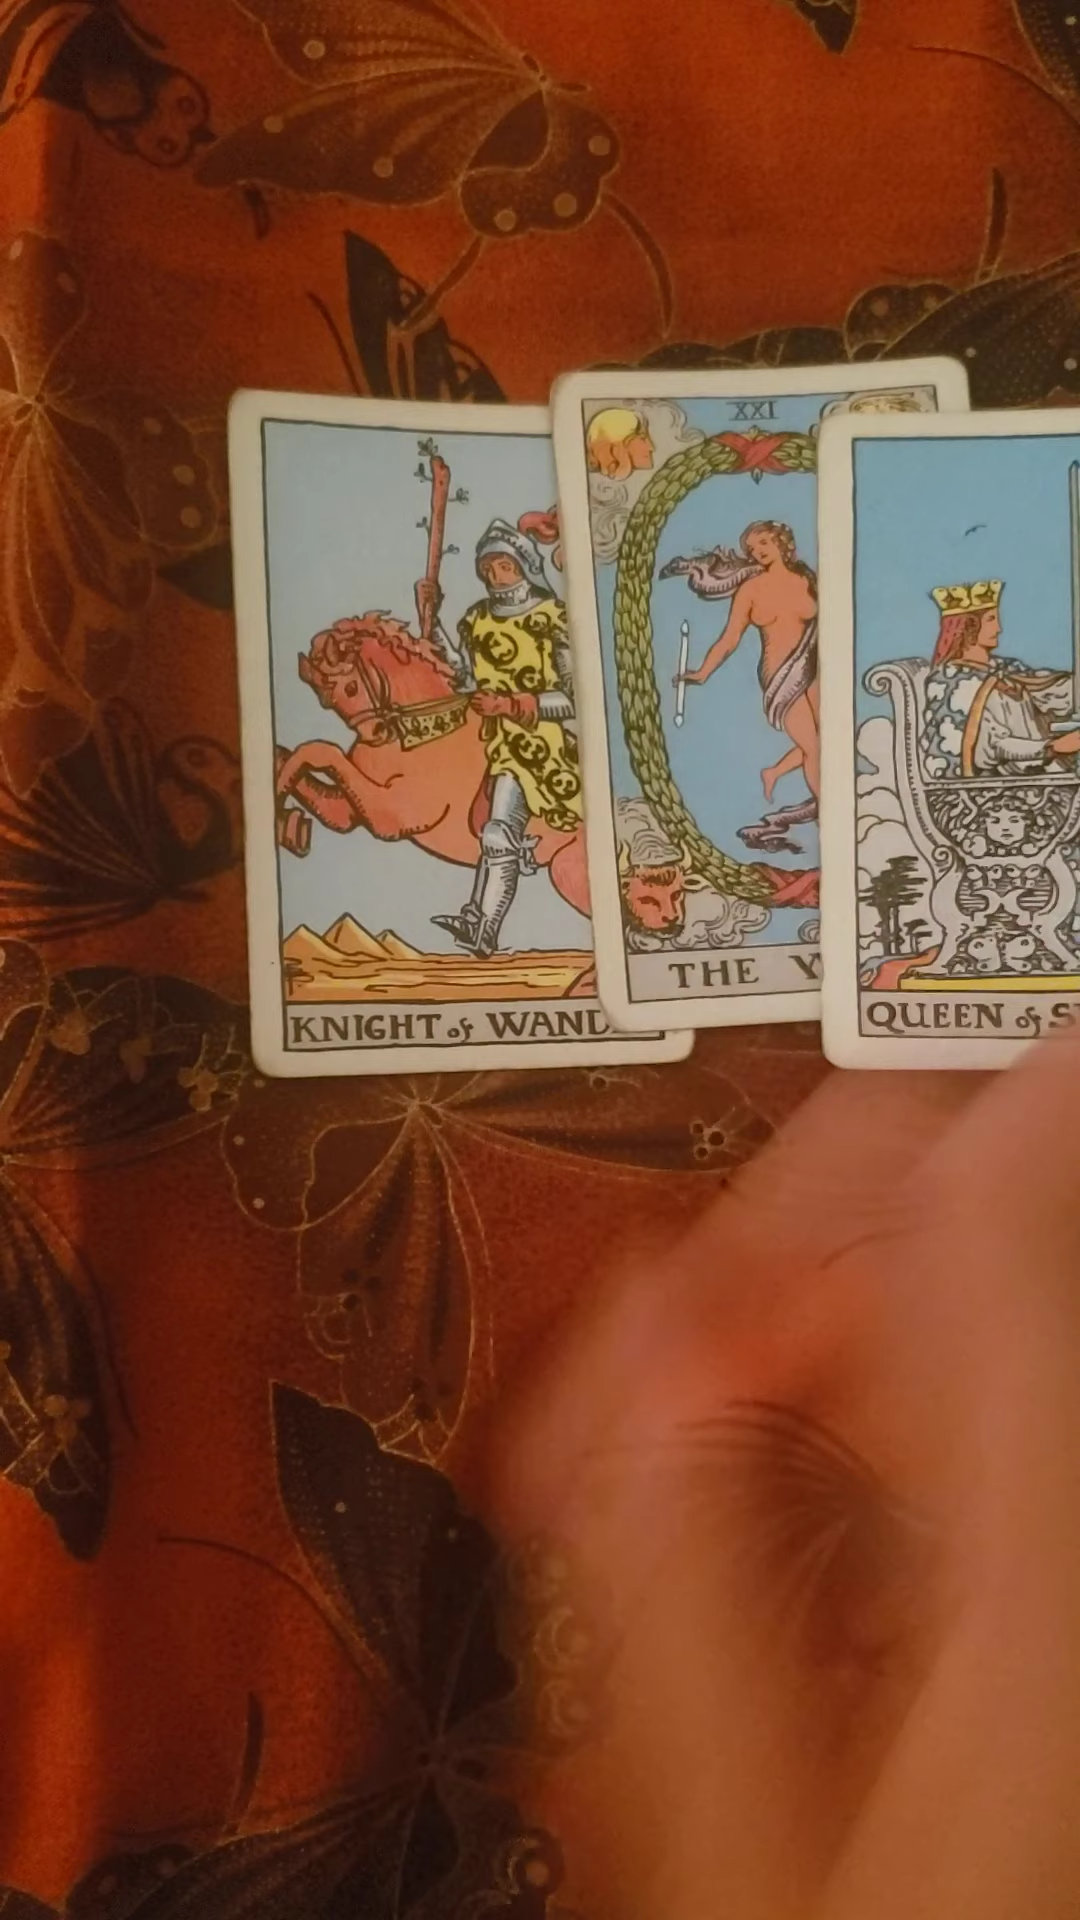 XXI
KNIGHT of WAND
THE
QUEEN of S